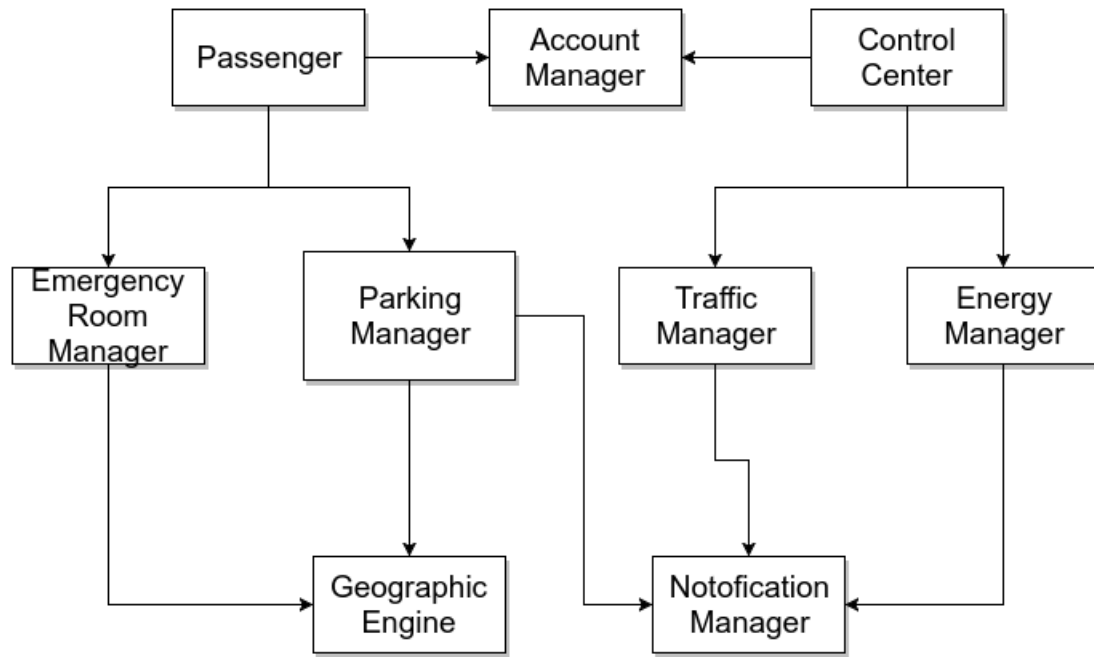 Passenger
Account
Manager
Control
Center
Emergency
Room
Manager
Parking
Manager
Traffic
Manager
Energy
Manager
Geographic
Engine
Notofication
Manager